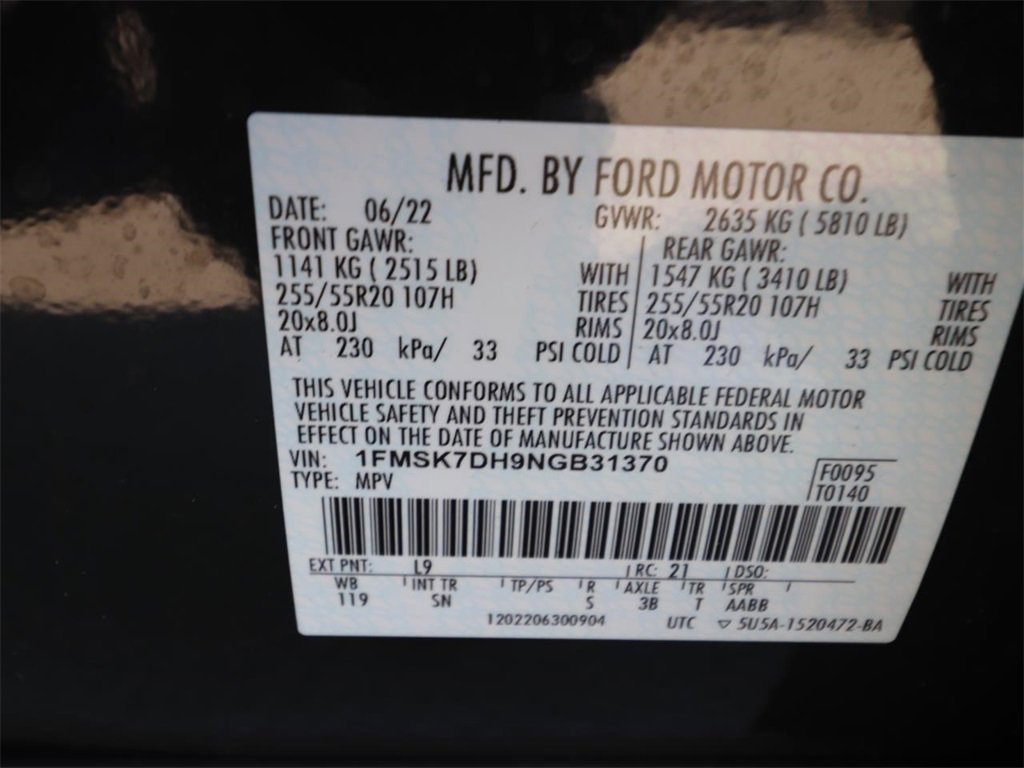 MFD. BY FORD MOTOR CO.
DATE: 06/22 GVWR: 2635 KG ( 5810 LB)
FRONT GAWR: REAR GAWR:
1141 KG ( 2515 LB) WITH 1547 KG ( 3410 LB) WITH
255/55R20 107H TIRES 255/55R20 107H TIRES
20x8.0J RIMS 20x8.0J RIMS
AT 230 kPa/ 33 PSI COLD AT 230 kPa/ 33 PSI COLD
THIS VEHICLE CONFORMS TO ALL APPLICABLE FEDERAL MOTOR
VEHICLE SAFETY AND THEFT PREVENTION STANDARDS IN
EFFECT ON THE DATE OF MANUFACTURE SHOWN ABOVE.
VIN: 1FMSK7DH9NGB31370 F0095
TYPE: MPV T0140
EXT PNT: L9 RC: 21 DSO:
WB INT TR TP/PS R AXLE TR SPR
119 SN S 3B T AABB
1202206300904 UTC ▽ 5U5A-1520472-BA